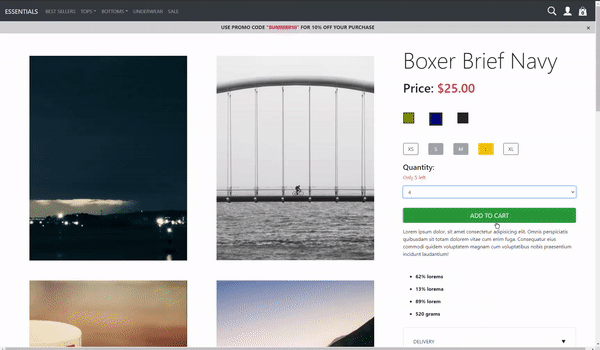 ESSENTIALS BEST SELLERS TOPS BOTTOMS UNDERWEAR SALE
USE PROMO CODE "SUMMER10" FOR 10% OFF YOUR PURCHASE
Boxer Brief Navy
Price: $25.00
XS S M L XL
Quantity:
Only 5 left
4
ADD TO CART
Lorem ipsum dolor, sit amet consectetur adipisicing elit. Omnis perspiciatis
quibusdam sit totam dolorem vitae cum enim fuga. Consequatur eius
commodi quidem voluptatem magnam cum voluptatibus nobis praesentium
incidunt laudantium!
62% lorems
13% lorema
89% lorem
520 grams
DELIVERY